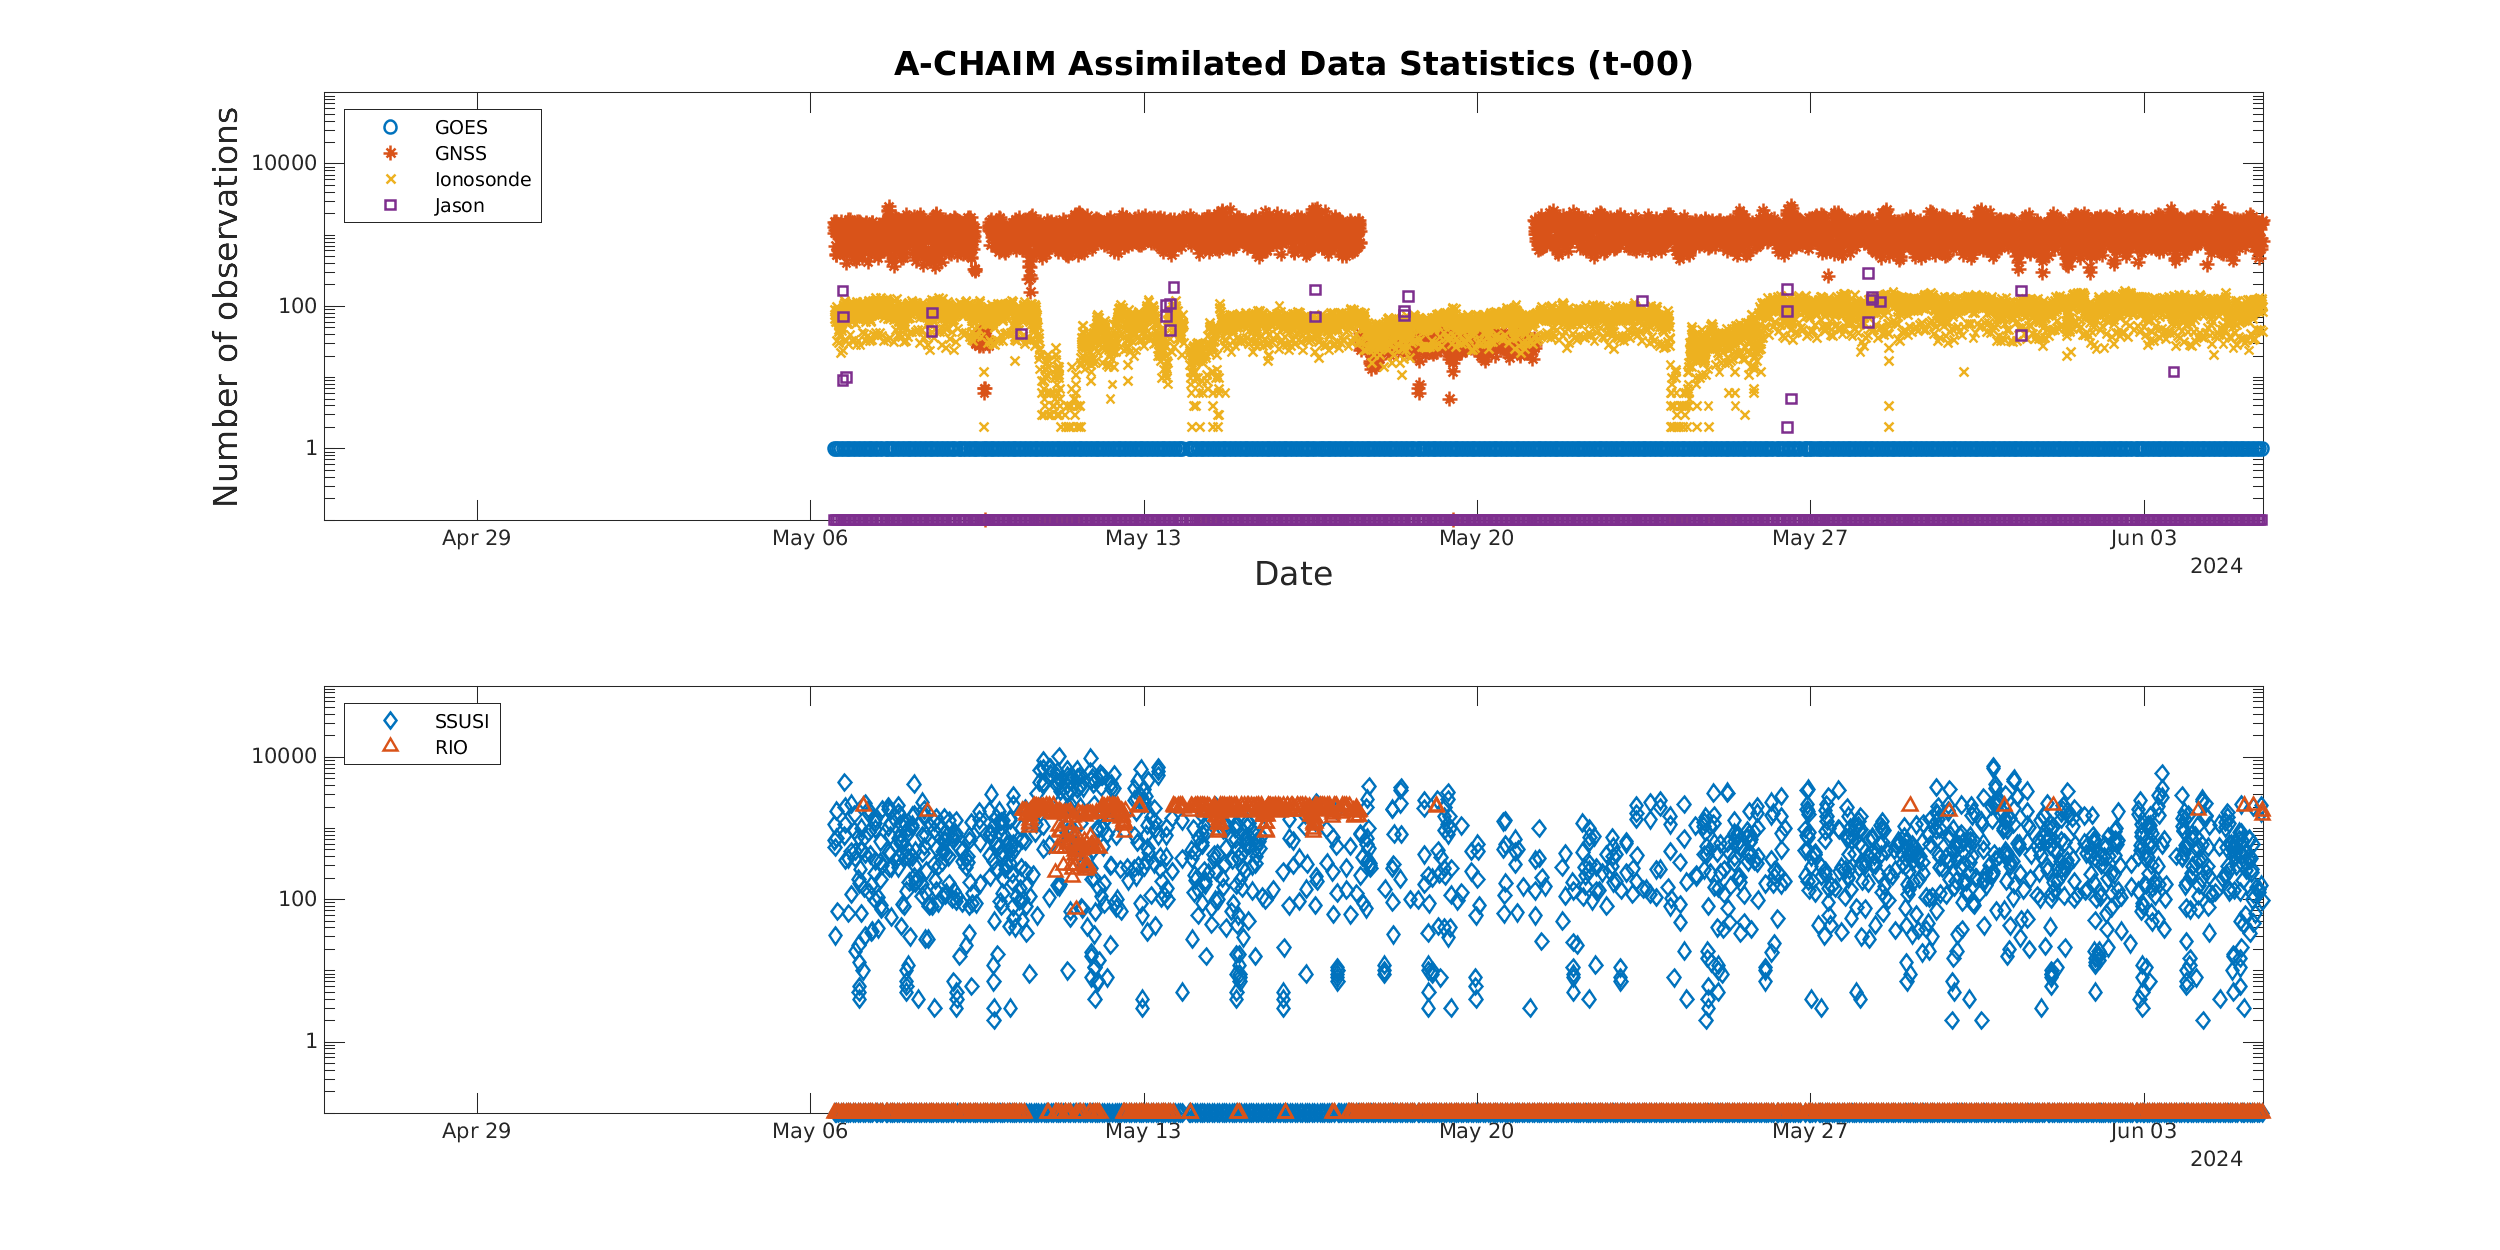 A-CHAIM Assimilated Data Statistics (t-00)
Number of observations
10000
100
1
GOES
GNSS
Ionosonde
Jason
Apr 29
May 06
May 13
May 20
May 27
Jun 03
2024
Date
10000
100
1
SSUSI
RIO
Apr 29
May 06
May 13
May 20
May 27
Jun 03
2024